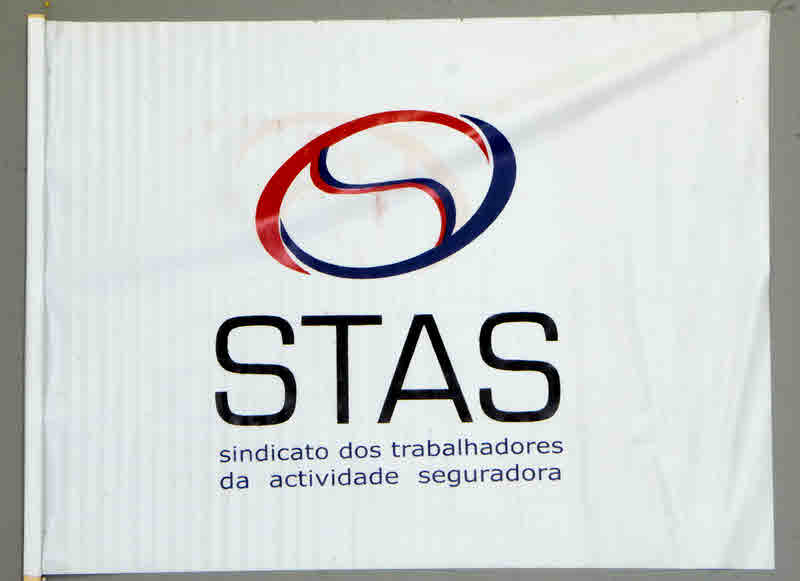 STAS
sindicato dos trabalhadores
da actividade seguradora